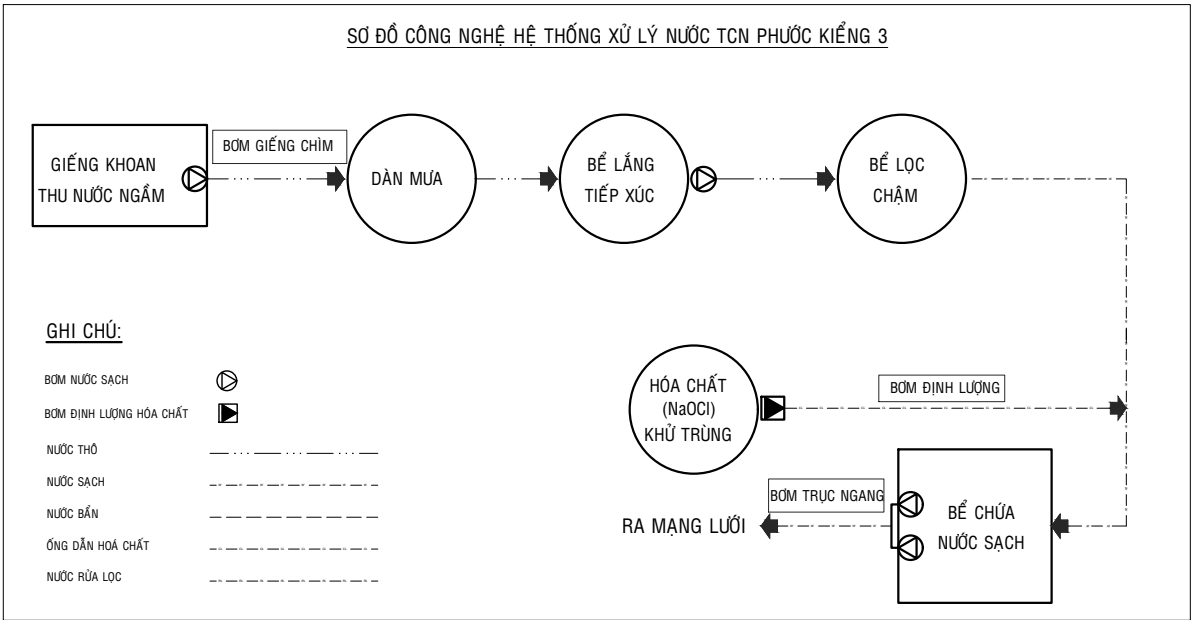 SƠ ĐỒ CÔNG NGHỆ HỆ THỐNG XỬ LÝ NƯỚC TCN PHƯỚC KIỂNG 3
GIẾNG KHOAN
THU NƯỚC NGẦM
BƠM GIẾNG CHÌM
DÀN MƯA
BỂ LẮNG
TIẾP XÚC
BỂ LỌC
CHẬM
GHI CHÚ:
BƠM NƯỚC SẠCH
BƠM ĐỊNH LƯỢNG HÓA CHẤT
NƯỚC THÔ
NƯỚC SẠCH
NƯỚC BẨN
ỐNG DẪN HOÁ CHẤT
NƯỚC RỬA LỌC
HÓA CHẤT
(NaOCl)
KHỬ TRÙNG
BƠM ĐỊNH LƯỢNG
BƠM TRỤC NGANG
RA MẠNG LƯỚI
BỂ CHỨA
NƯỚC SẠCH